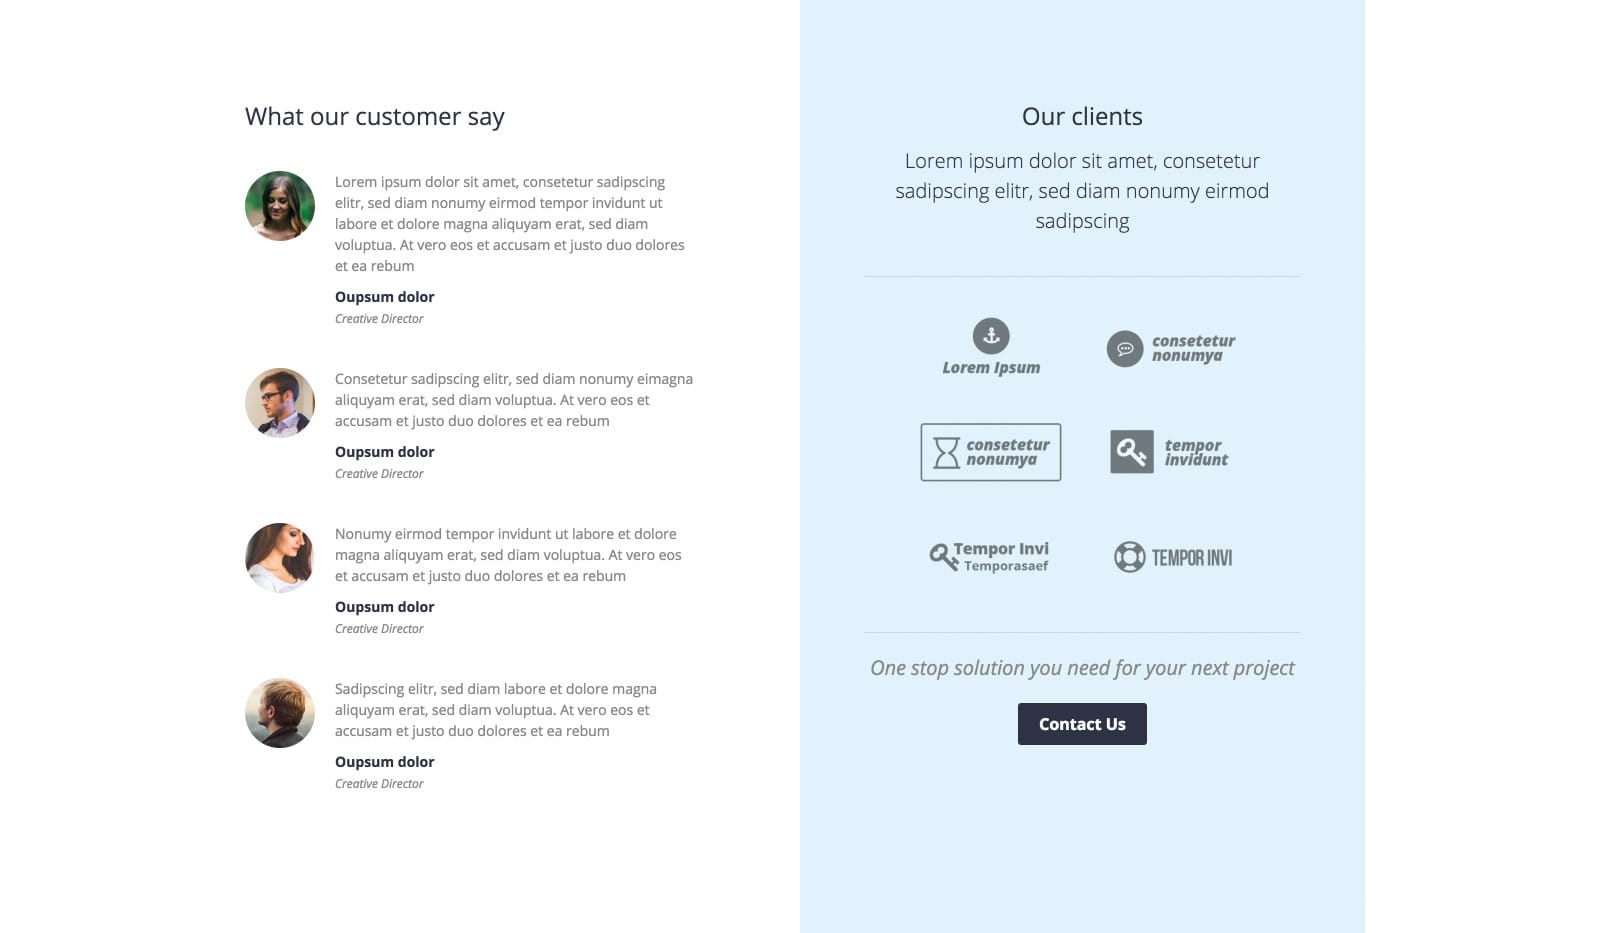 What our customer say
Lorem ipsum dolor sit amet, consetetur sadipscing
elitr, sed diam nonumy eirmod tempor invidunt ut
labore et dolore magna aliquyam erat, sed diam
voluptua. At vero eos et accusam et justo duo dolores
et ea rebum
Oupsum dolor
Creative Director
Consetetur sadipscing elitr, sed diam nonumy eimagna
aliquyam erat, sed diam voluptua. At vero eos et
accusam et justo duo dolores et ea rebum
Oupsum dolor
Creative Director
Nonumy eirmod tempor invidunt ut labore et dolore
magna aliquyam erat, sed diam voluptua. At vero eos
et accusam et justo duo dolores et ea rebum
Oupsum dolor
Creative Director
Sadipscing elitr, sed diam labore et dolore magna
aliquyam erat, sed diam voluptua. At vero eos et
accusam et justo duo dolores et ea rebum
Oupsum dolor
Creative Director
Our clients
Lorem ipsum dolor sit amet, consetetur
sadipscing elitr, sed diam nonumy eirmod
sadipscing
Lorem Ipsum
consetetur
nonumya
consetetur
nonumya
tempor
invidunt
Tempor Invi
Temporasaef
TEMPOR INVI
One stop solution you need for your next project
Contact Us